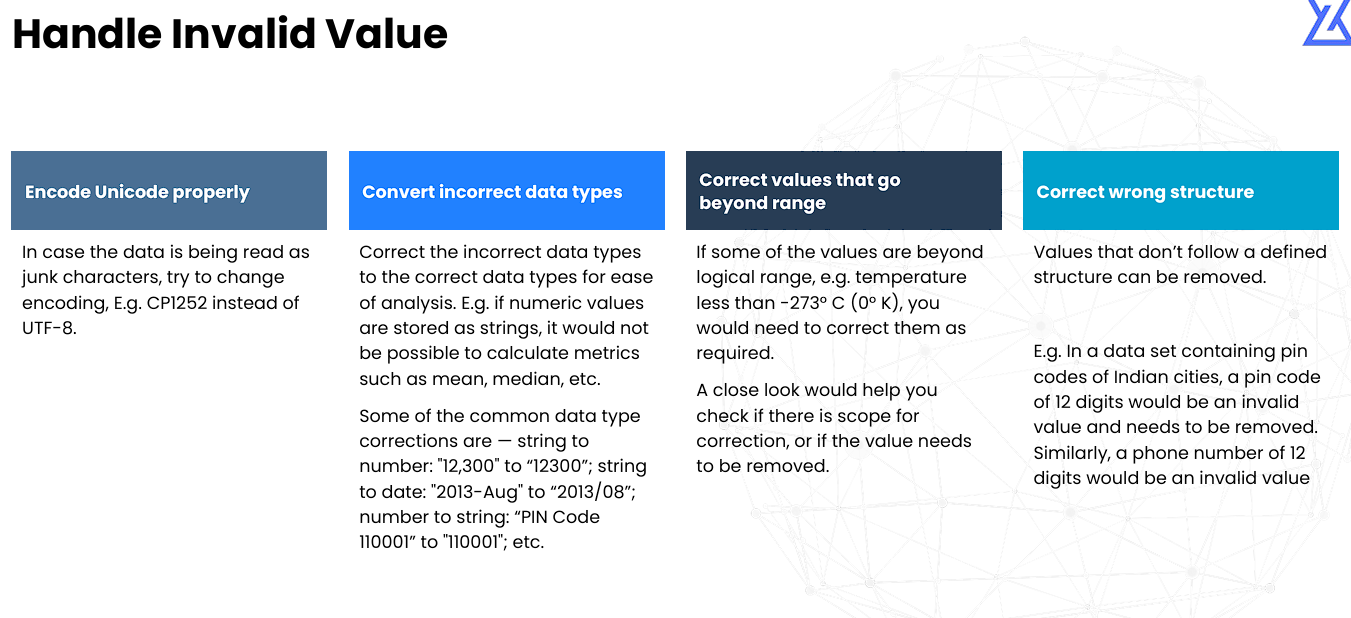 Handle Invalid Value
Encode Unicode properly
In case the data is being read as
junk characters, try to change
encoding, E.g. CP1252 instead of
UTF-8.
Convert incorrect data types
Correct the incorrect data types
to the correct data types for ease
of analysis. E.g. if numeric values
are stored as strings, it would not
be possible to calculate metrics
such as mean, median, etc.
Some of the common data type
corrections are — string to
number: "12,300" to “12300”; string
to date: "2013-Aug" to “2013/08”;
number to string: “PIN Code
110001” to "110001"; etc.
Correct values that go
beyond range
If some of the values are beyond
logical range, e.g. temperature
less than -273° C (0° K), you
would need to correct them as
required.
A close look would help you
check if there is scope for
correction, or if the value needs
to be removed.
Correct wrong structure
Values that don’t follow a defined
structure can be removed.
E.g. In a data set containing pin
codes of Indian cities, a pin code
of 12 digits would be an invalid
value and needs to be removed.
Similarly, a phone number of 12
digits would be an invalid value